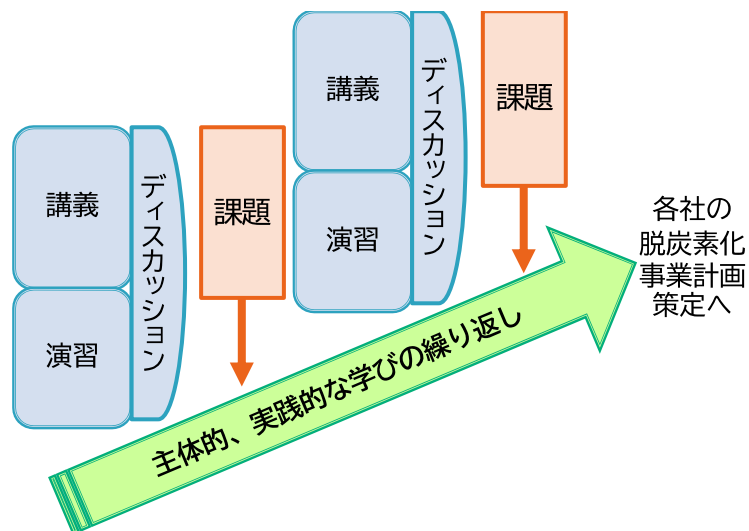 講義
演習
ディスカッション
課題
講義
演習
ディスカッション
課題
主体的、実践的な学びの繰り返し
各社の
脱炭素化
事業計画
策定へ